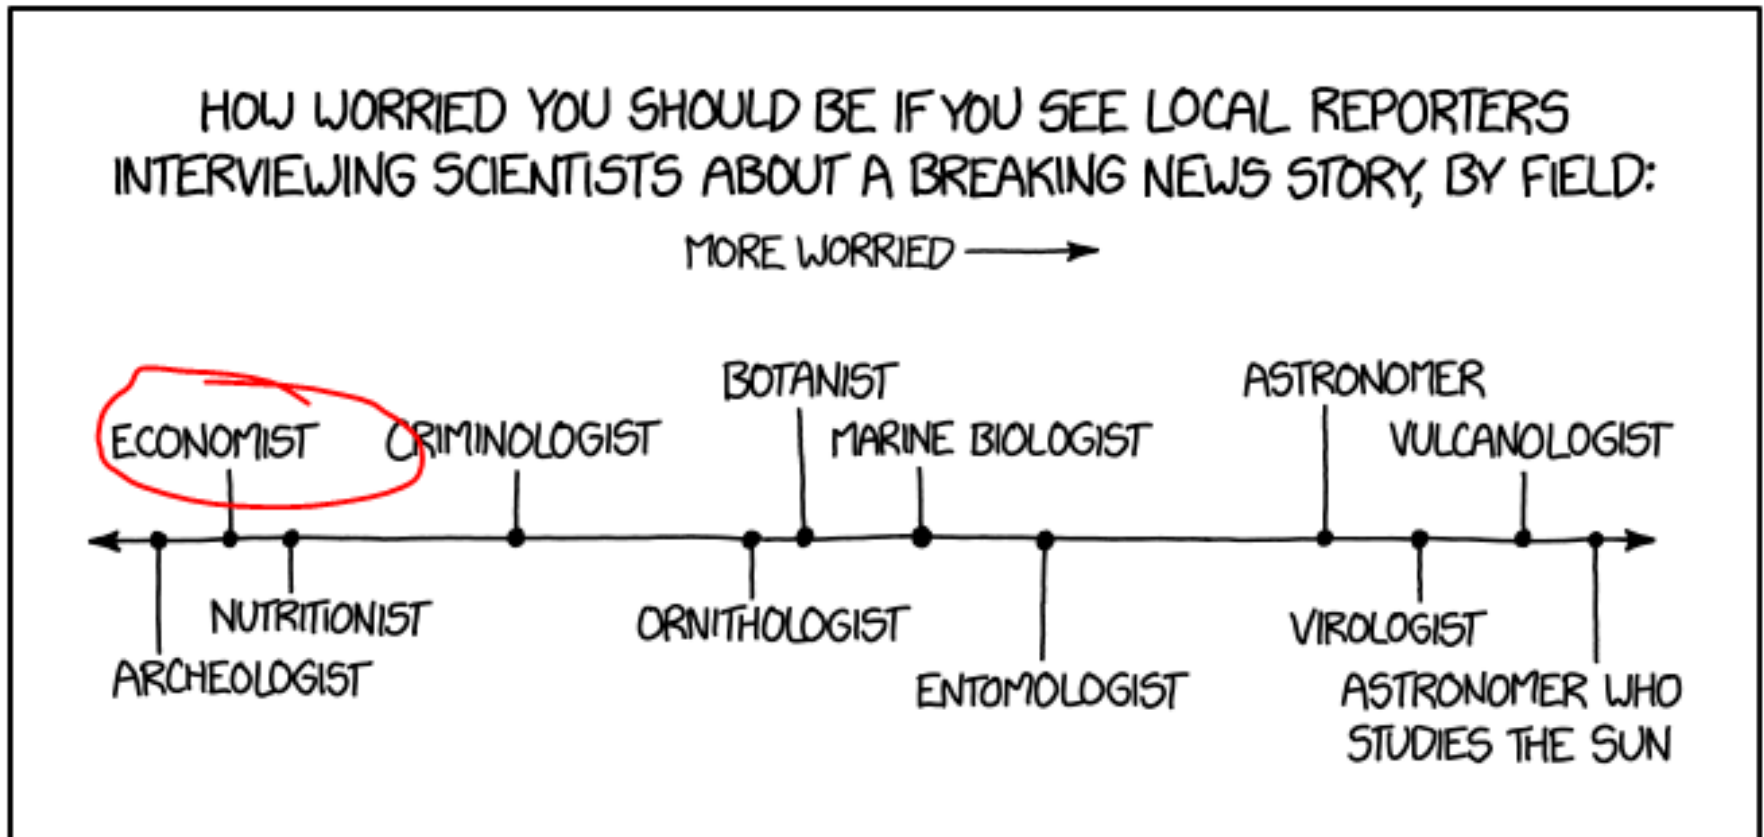 HOW WORRIED YOU SHOULD BE IF YOU SEE LOCAL REPORTERS
INTERVIEWING SCIENTISTS ABOUT A BREAKING NEWS STORY, BY FIELD:
MORE WORRIED
BOTANIST
ASTRONOMER
ECONOMIST
CRIMINOLOGIST
MARINE BIOLOGIST
VULCANOLOGIST
NUTRITIONIST
ORNITHOLOGIST
VIROLOGIST
ARCHEOLOGIST
ENTOMOLOGIST
ASTRONOMER WHO
STUDIES THE SUN